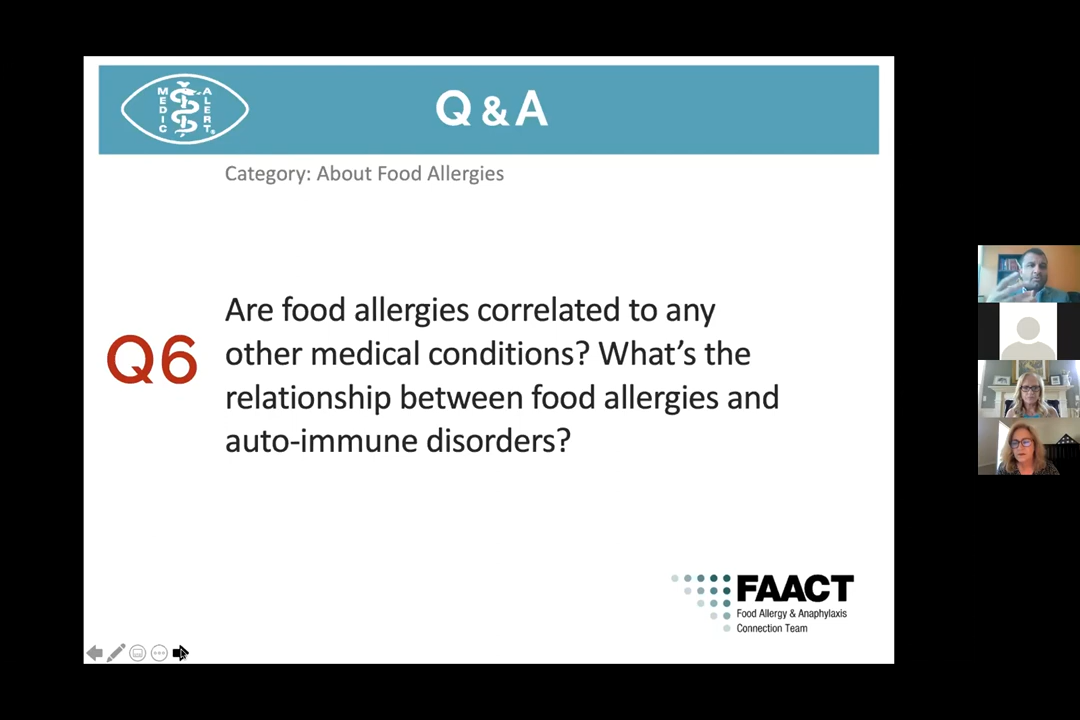 MEDIC ALERT®
Q & A
Category: About Food Allergies
Q6
Are food allergies correlated to any
other medical conditions? What's the
relationship between food allergies and
auto-immune disorders?
FAACT
Food Allergy & Anaphylaxis
Connection Team